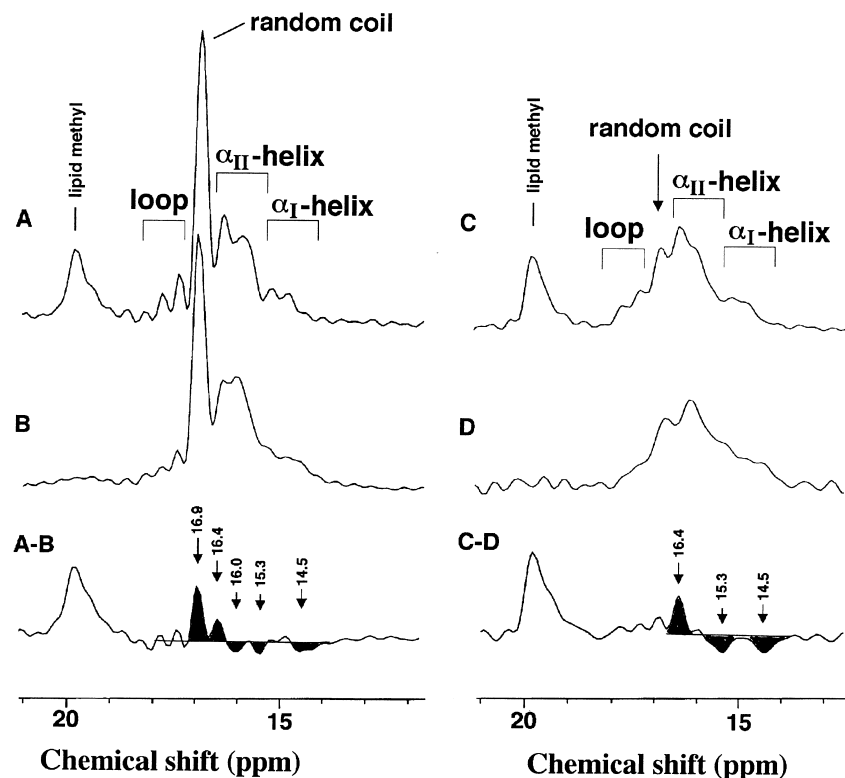 random coil
lipid methyl
αII-helix
loop
αI-helix
A
B
A-B
16.9
16.4
16.0
15.3
14.5
20
15
Chemical shift (ppm)
lipid methyl
random coil
αII-helix
loop
αI-helix
C
D
C-D
16.4
15.3
14.5
20
15
Chemical shift (ppm)